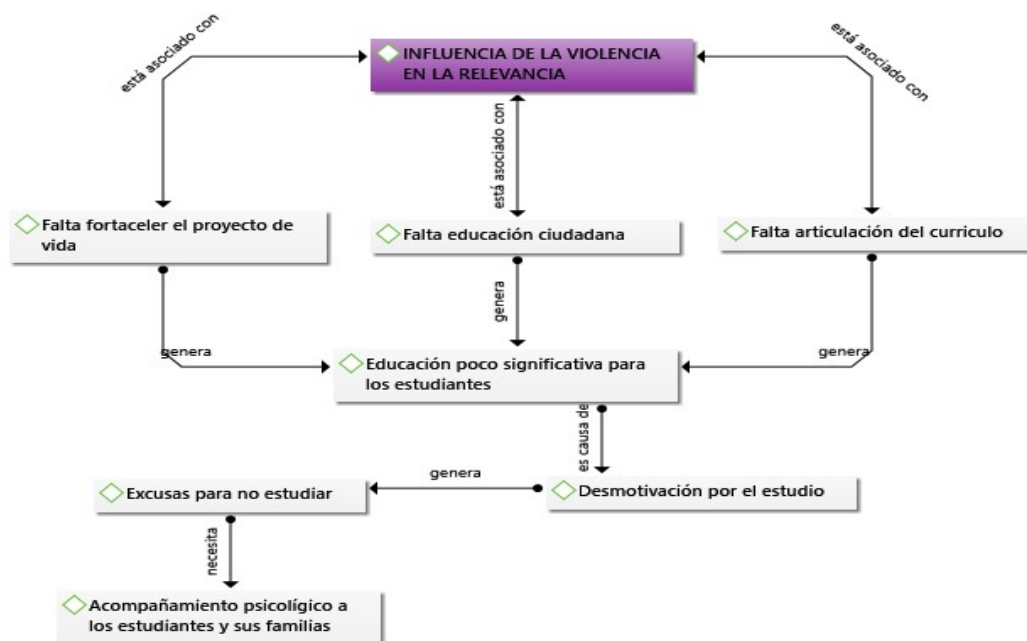 está asociado con
INFLUENCIA DE LA VIOLENCIA
EN LA RELEVANCIA
está asociado con
está asociado con
Falta fortaceler el proyecto de
vida
Falta educación ciudadana
Falta articulación del curriculo
genera
genera
genera
Educación poco significativa para
los estudiantes
es causa de
genera
Excusas para no estudiar
Desmotivación por el estudio
necesita
Acompañamiento psicolígico a
los estudiantes y sus familias